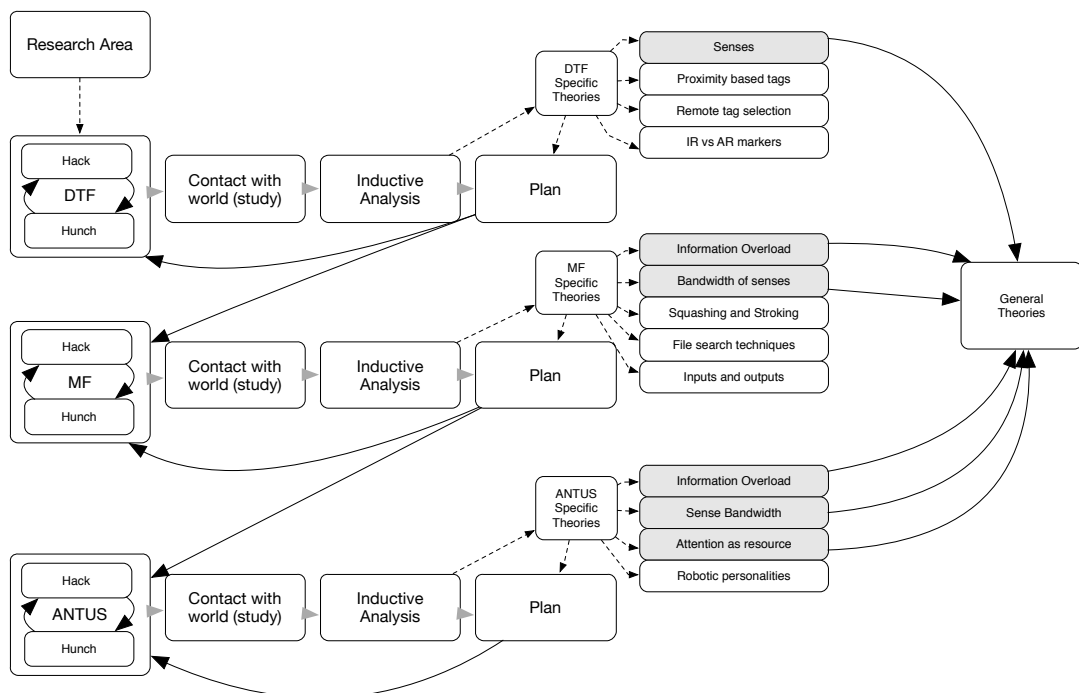 Research Area
Hack
DTF
Hunch
Contact with
world (study)
Inductive
Analysis
Plan
DTF
Specific
Theories
Senses
Proximity based tags
Remote tag selection
IR vs AR markers
Hack
MF
Hunch
Contact with
world (study)
Inductive
Analysis
Plan
MF
Specific
Theories
Information Overload
Bandwidth of senses
Squashing and Stroking
File search techniques
Inputs and outputs
General
Theories
Hack
ANTUS
Hunch
Contact with
world (study)
Inductive
Analysis
Plan
ANTUS
Specific
Theories
Information Overload
Sense Bandwidth
Attention as resource
Robotic personalities